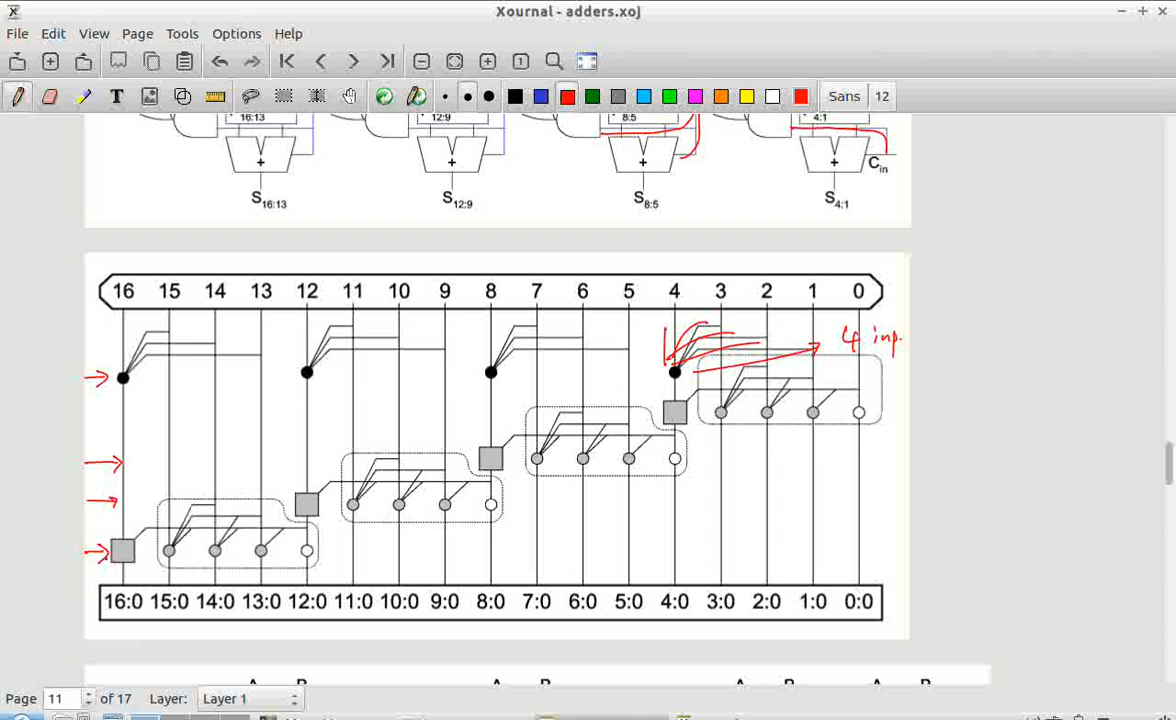 Xournal - adders.xoj
File Edit View Page Tools Options Help
Sans 12
16:13 12:9 8:5 4:1
+ + + +
Cin
S16:13 S12:9 S8:5 S4:1
16 15 14 13 12 11 10 9 8 7 6 5 4 3 2 1 0
4 inp.
16:0 15:0 14:0 13:0 12:0 11:0 10:0 9:0 8:0 7:0 6:0 5:0 4:0 3:0 2:0 1:0 0:0
Page 11 of 17 Layer: Layer 1